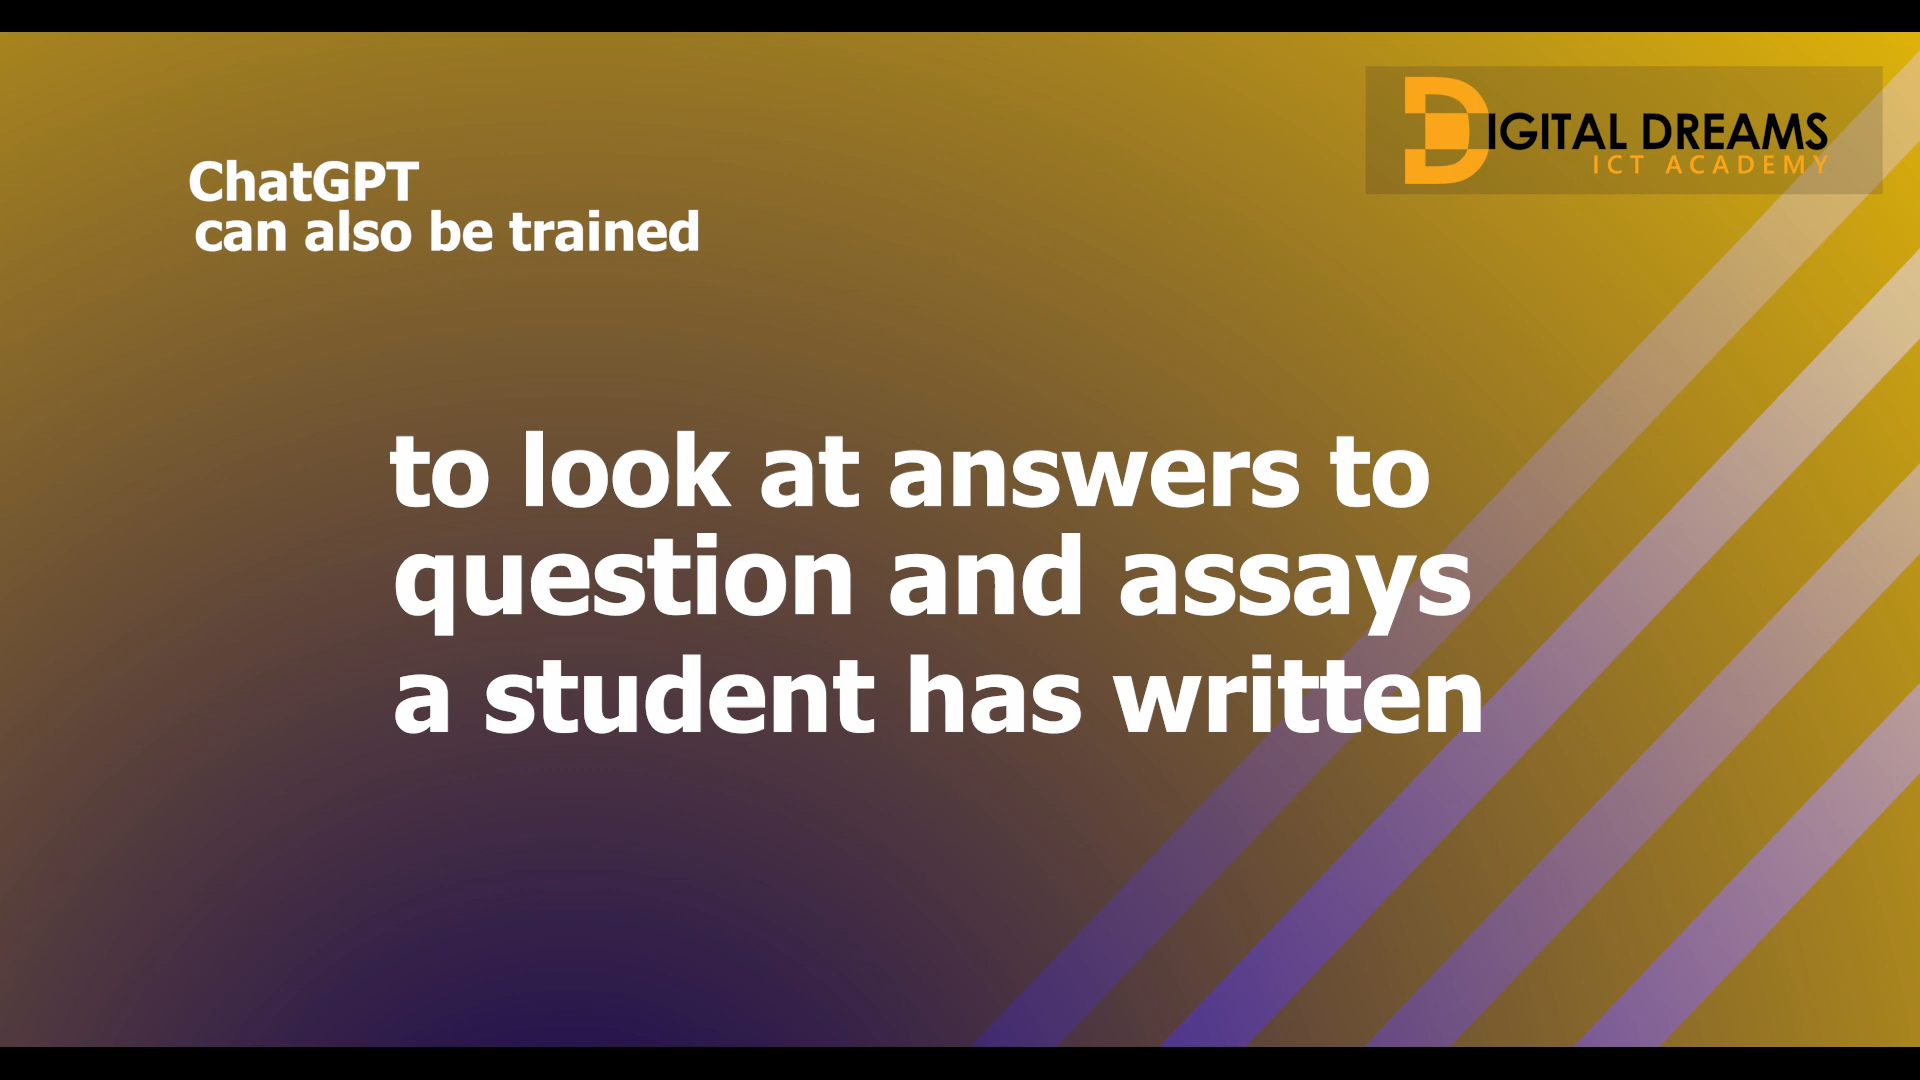 DIGITAL DREAMS
ICT ACADEMY
ChatGPT
can also be trained
to look at answers to
question and assays
a student has written